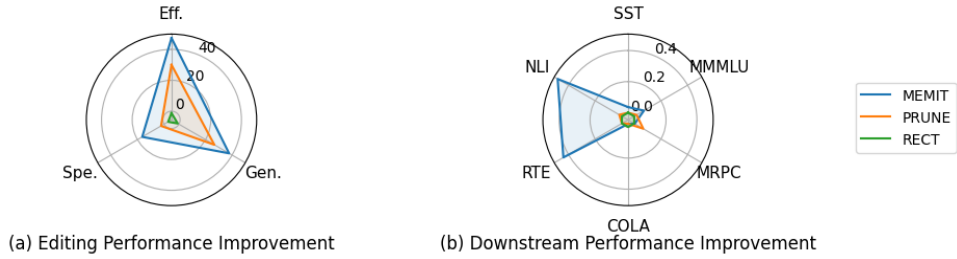 Eff.
40
20
0
Spe.
Gen.
(a) Editing Performance Improvement
SST
0.4
NLI
MMMLU
0.2
0.0
RTE
MRPC
COLA
(b) Downstream Performance Improvement
MEMIT
PRUNE
RECT